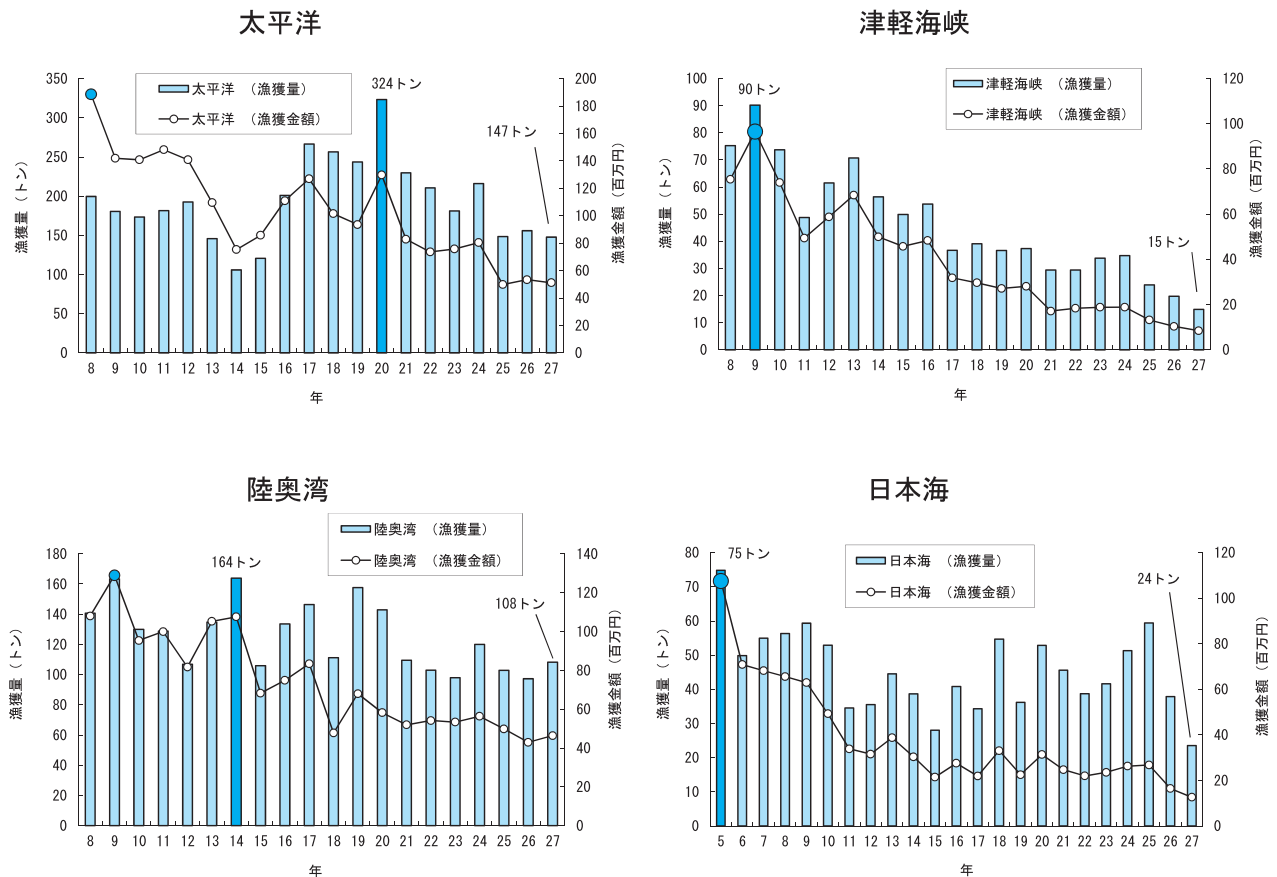 太平洋
324トン
太平洋　（漁獲量）
太平洋　（漁獲金額）
147トン
漁獲量（トン）
350
300
250
200
150
100
50
0
漁獲金額（百万円）
200
180
160
140
120
100
80
60
40
20
0
8 9 10 11 12 13 14 15 16 17 18 19 20 21 22 23 24 25 26 27
年
津軽海峡
90トン
津軽海峡　（漁獲量）
津軽海峡　（漁獲金額）
15トン
漁獲量（トン）
100
90
80
70
60
50
40
30
20
10
0
漁獲金額（百万円）
120
100
80
60
40
20
0
8 9 10 11 12 13 14 15 16 17 18 19 20 21 22 23 24 25 26 27
年
陸奥湾
陸奥湾　（漁獲量）
陸奥湾　（漁獲金額）
164トン
108トン
漁獲量（トン）
180
160
140
120
100
80
60
40
20
0
漁獲金額（百万円）
140
120
100
80
60
40
20
0
8 9 10 11 12 13 14 15 16 17 18 19 20 21 22 23 24 25 26 27
年
日本海
75トン
日本海　（漁獲量）
日本海　（漁獲金額）
24トン
漁獲量（トン）
80
70
60
50
40
30
20
10
0
漁獲金額（百万円）
120
100
80
60
40
20
0
5 6 7 8 9 10 11 12 13 14 15 16 17 18 19 20 21 22 23 24 25 26 27
年